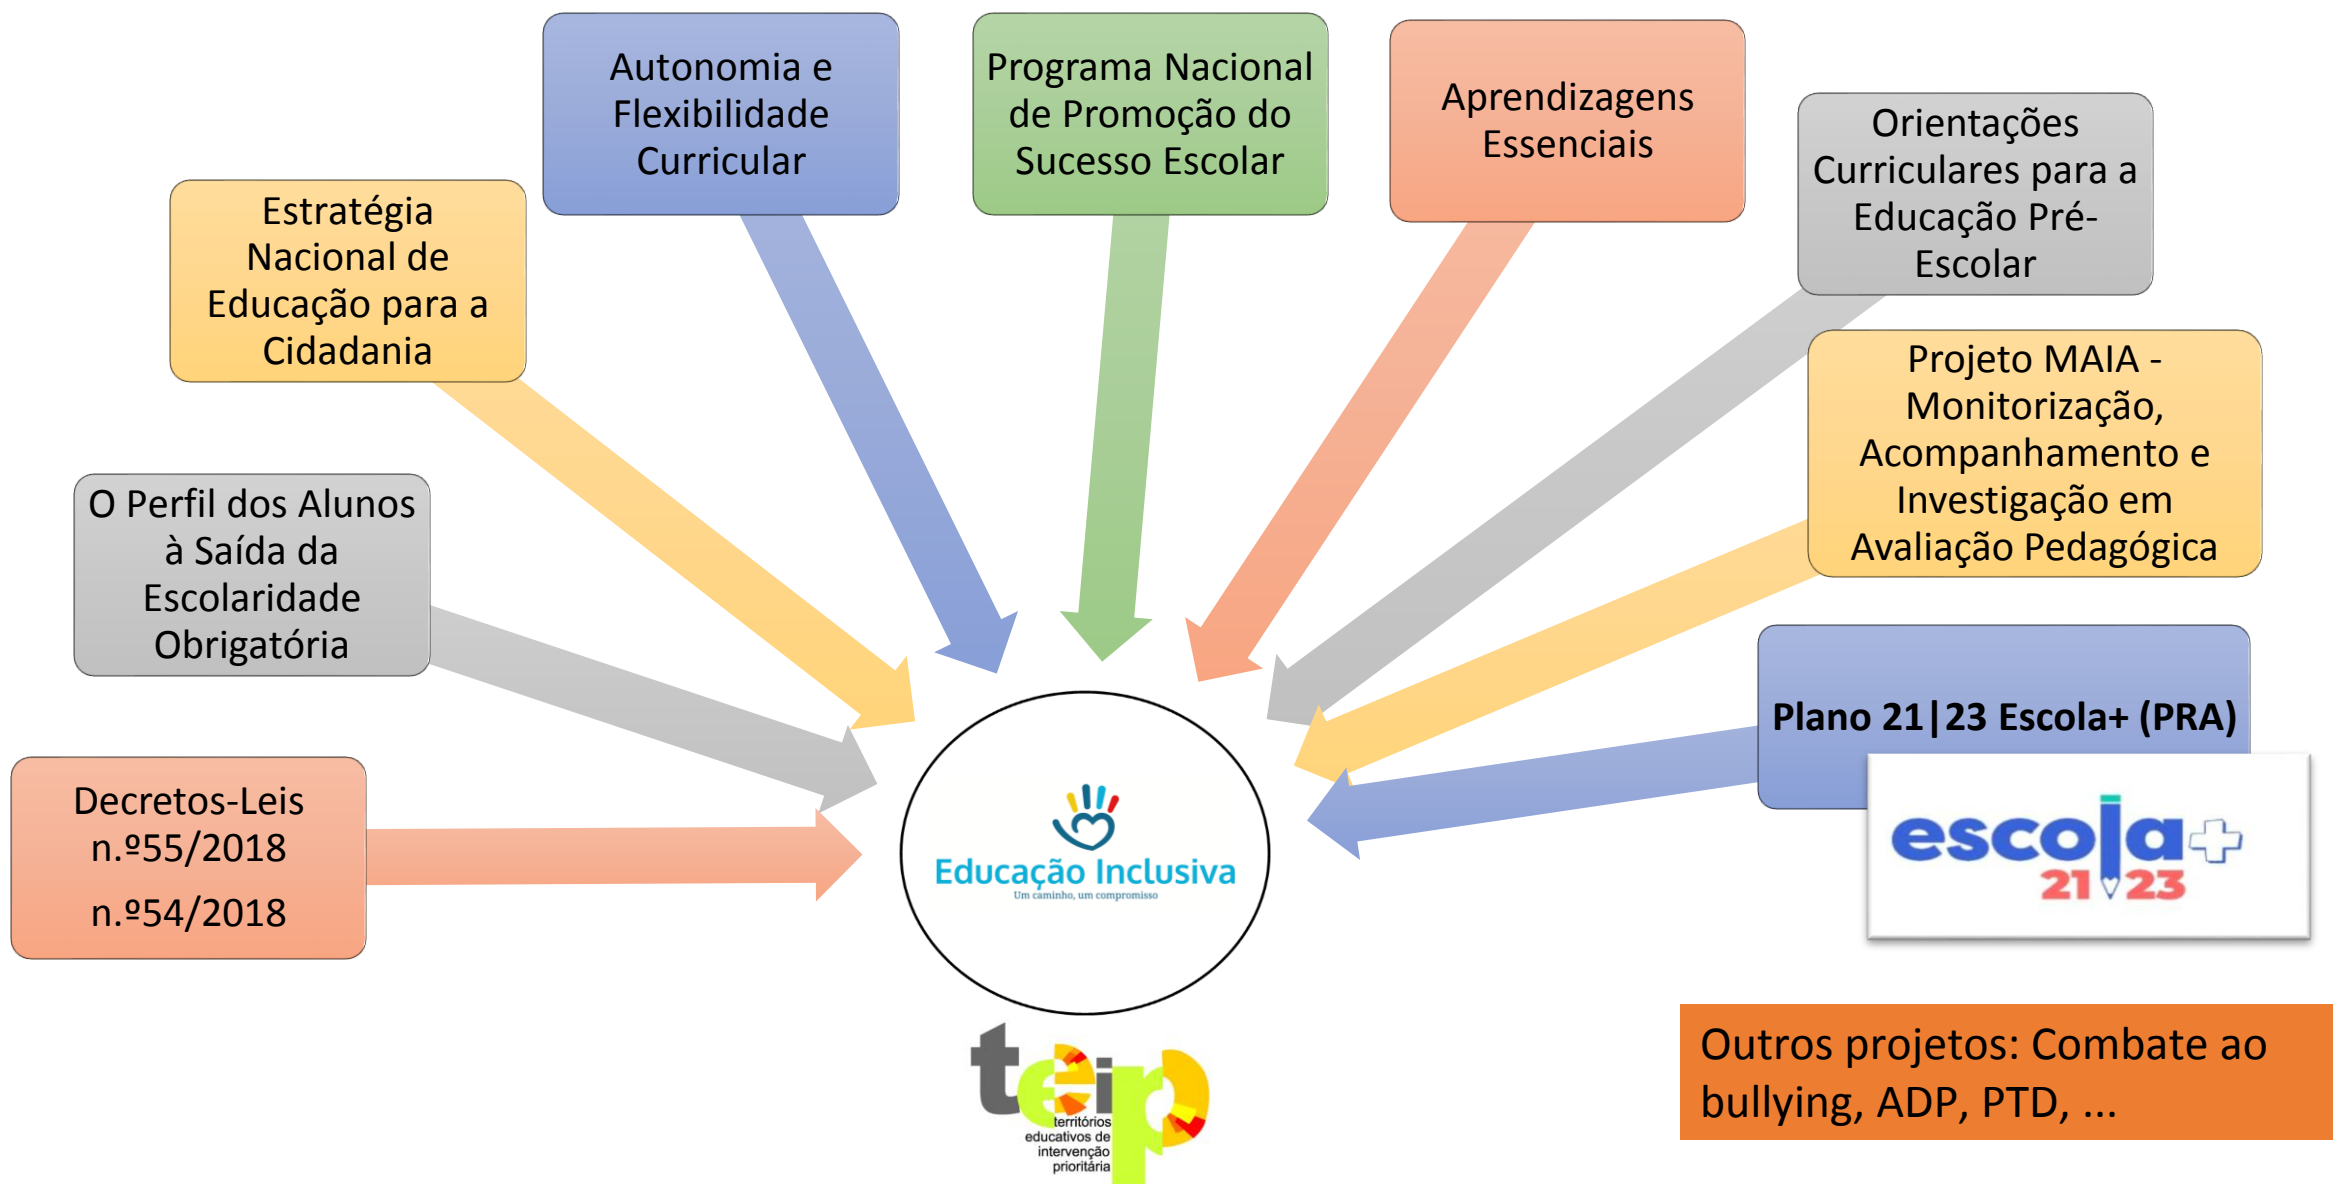 Autonomia e
Flexibilidade
Curricular
Programa Nacional
de Promoção do
Sucesso Escolar
Aprendizagens
Essenciais
Orientações
Curriculares para a
Educação Pré-
Escolar
Estratégia
Nacional de
Educação para a
Cidadania
Projeto MAIA -
Monitorização,
Acompanhamento e
Investigação em
Avaliação Pedagógica
O Perfil dos Alunos
à Saída da
Escolaridade
Obrigatória
Plano 21|23 Escola+ (PRA)
escola+
21 23
Decretos-Leis
n.º55/2018
n.º54/2018
Educação Inclusiva
Um caminho, um compromisso
teip
territórios
educativos de
intervenção
prioritária
Outros projetos: Combate ao
bullying, ADP, PTD, ...